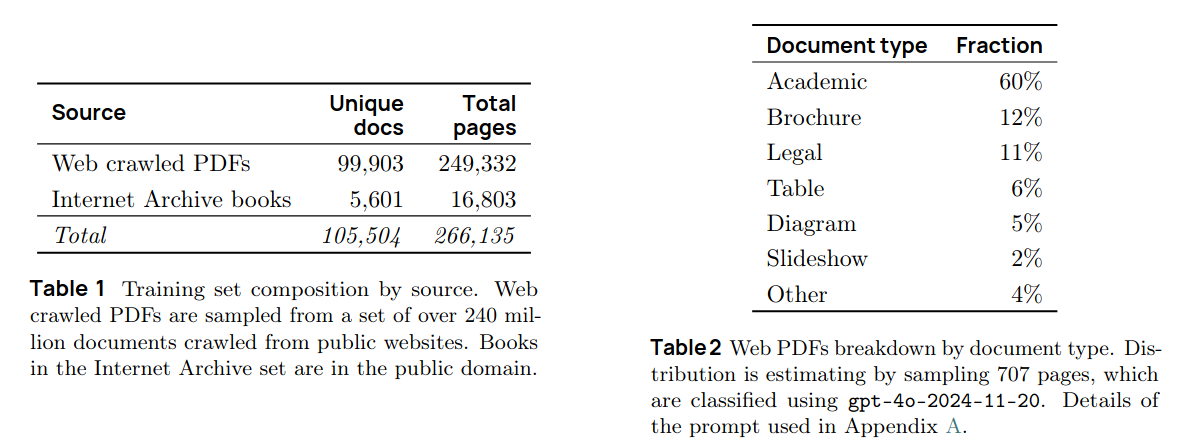 Source Unique docs Total pages
Web crawled PDFs 99,903 249,332
Internet Archive books 5,601 16,803
Total 105,504 266,135
Table 1 Training set composition by source. Web
crawled PDFs are sampled from a set of over 240 mil-
lion documents crawled from public websites. Books
in the Internet Archive set are in the public domain.
Document type Fraction
Academic 60%
Brochure 12%
Legal 11%
Table 6%
Diagram 5%
Slideshow 2%
Other 4%
Table 2 Web PDFs breakdown by document type. Dis-
tribution is estimating by sampling 707 pages, which
are classified using gpt-4o-2024-11-20. Details of
the prompt used in Appendix A.